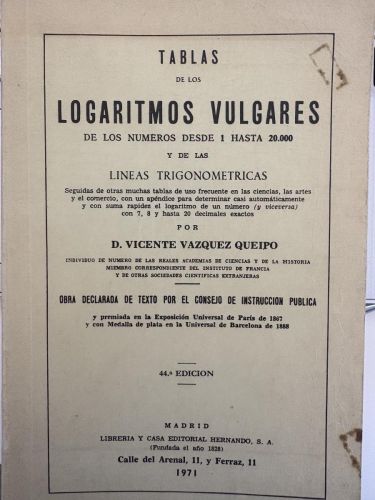 TABLAS
DE LOS
LOGARITMOS VULGARES
DE LOS NUMEROS DESDE 1 HASTA 20.000
Y DE LAS
LINEAS TRIGONOMETRICAS
Seguidas de otras muchas tablas de uso frecuente en las ciencias, las artes
y el comercio, con un apéndice para determinar casi automáticamente
y con suma rapidez el logaritmo de un número (y viceversa)
con 7, 8 y hasta 20 decimales exactos
POR
D. VICENTE VAZQUEZ QUEIPO
INDIVIDUO DE NUMERO DE LAS REALES ACADEMIAS DE CIENCIAS Y DE LA HISTORIA
MIEMBRO CORRESPONDIENTE DEL INSTITUTO DE FRANCIA
Y DE OTRAS SOCIEDADES CIENTIFICAS EXTRANJERAS
OBRA DECLARADA DE TEXTO POR EL CONSEJO DE INSTRUCCION PUBLICA
y premiada en la Exposición Universal de París de 1867
y con Medalla de plata en la Universal de Barcelona de 1888
44.ª EDICION
MADRID
LIBRERIA Y CASA EDITORIAL HERNANDO, S. A.
(Fundada el año 1828)
Calle del Arenal, 11, y Ferraz, 11
1971